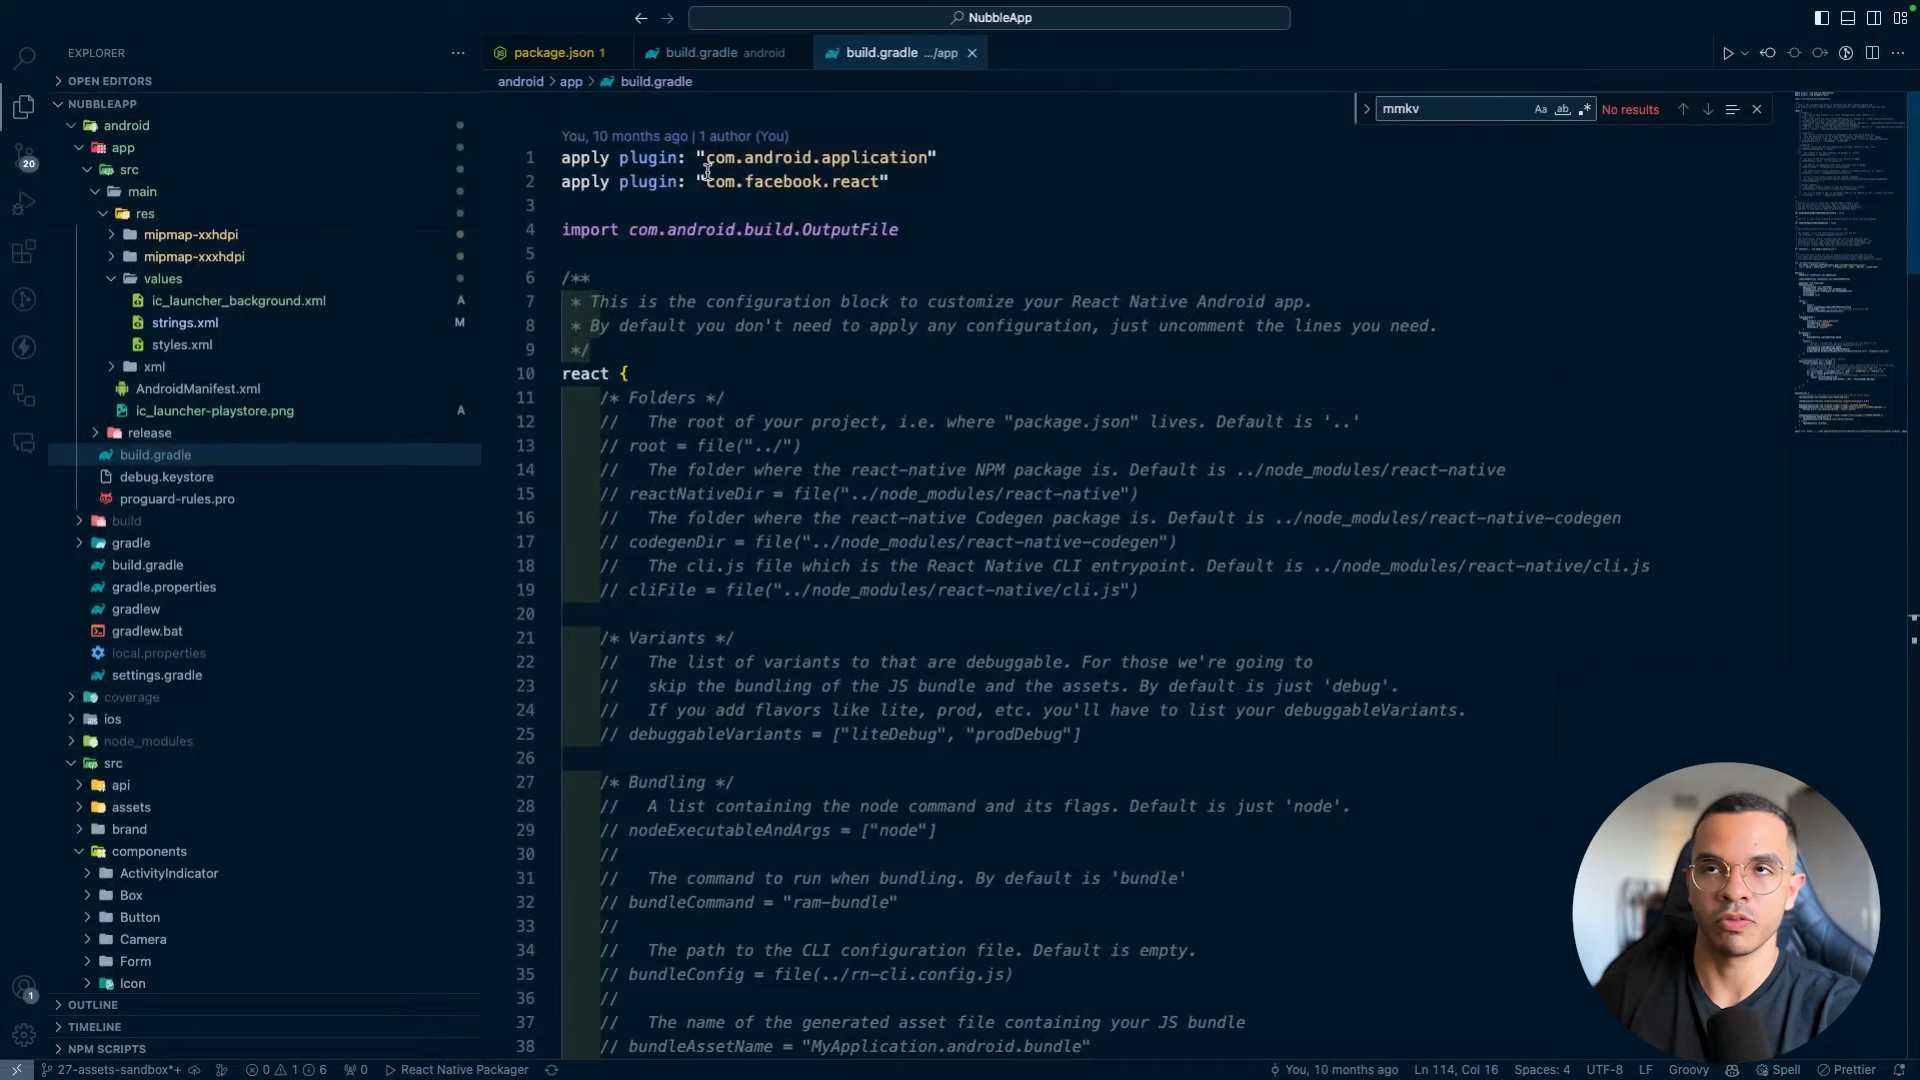 NubbleApp
EXPLORER
package.json 1
build.gradle android
build.gradle .../app
OPEN EDITORS
android > app > build.gradle
NUBBLEAPP
mmkv
Aa ab .*
No results
android
app
src
main
res
mipmap-xxhdpi
mipmap-xxxhdpi
values
ic_launcher_background.xml A
strings.xml M
styles.xml
xml
AndroidManifest.xml
ic_launcher-playstore.png A
release
build.gradle
debug.keystore
proguard-rules.pro
build
gradle
build.gradle
gradle.properties
gradlew
gradlew.bat
local.properties
settings.gradle
coverage
ios
node_modules
src
api
assets
brand
components
ActivityIndicator
Box
Button
Camera
Form
Icon
OUTLINE
TIMELINE
NPM SCRIPTS
20
1
You, 10 months ago | 1 author (You)
1 apply plugin: "com.android.application"
2 apply plugin: "com.facebook.react"
3
4 import com.android.build.OutputFile
5
6 /**
7 * This is the configuration block to customize your React Native Android app.
8 * By default you don't need to apply any configuration, just uncomment the lines you need.
9 */
10 react {
11 /* Folders */
12 // The root of your project, i.e. where "package.json" lives. Default is '..'
13 // root = file("../")
14 // The folder where the react-native NPM package is. Default is ../node_modules/react-native
15 // reactNativeDir = file("../node_modules/react-native")
16 // The folder where the react-native Codegen package is. Default is ../node_modules/react-native-codegen
17 // codegenDir = file("../node_modules/react-native-codegen")
18 // The cli.js file which is the React Native CLI entrypoint. Default is ../node_modules/react-native/cli.js
19 // cliFile = file("../node_modules/react-native/cli.js")
20
21 /* Variants */
22 // The list of variants to that are debuggable. For those we're going to
23 // skip the bundling of the JS bundle and the assets. By default is just 'debug'.
24 // If you add flavors like lite, prod, etc. you'll have to list your debuggableVariants.
25 // debuggableVariants = ["liteDebug", "prodDebug"]
26
27 /* Bundling */
28 // A list containing the node command and its flags. Default is just 'node'.
29 // nodeExecutableAndArgs = ["node"]
30 //
31 // The command to run when bundling. By default is 'bundle'
32 // bundleCommand = "ram-bundle"
33 //
34 // The path to the CLI configuration file. Default is empty.
35 // bundleConfig = file(../rn-cli.config.js)
36 //
37 // The name of the generated asset file containing your JS bundle
38 // bundleAssetName = "MyApplication.android.bundle"
27-assets-sandbox*+ 0 1 6 0 React Native Packager You, 10 months ago Ln 114, Col 16 Spaces: 4 UTF-8 LF Groovy Spell Prettier